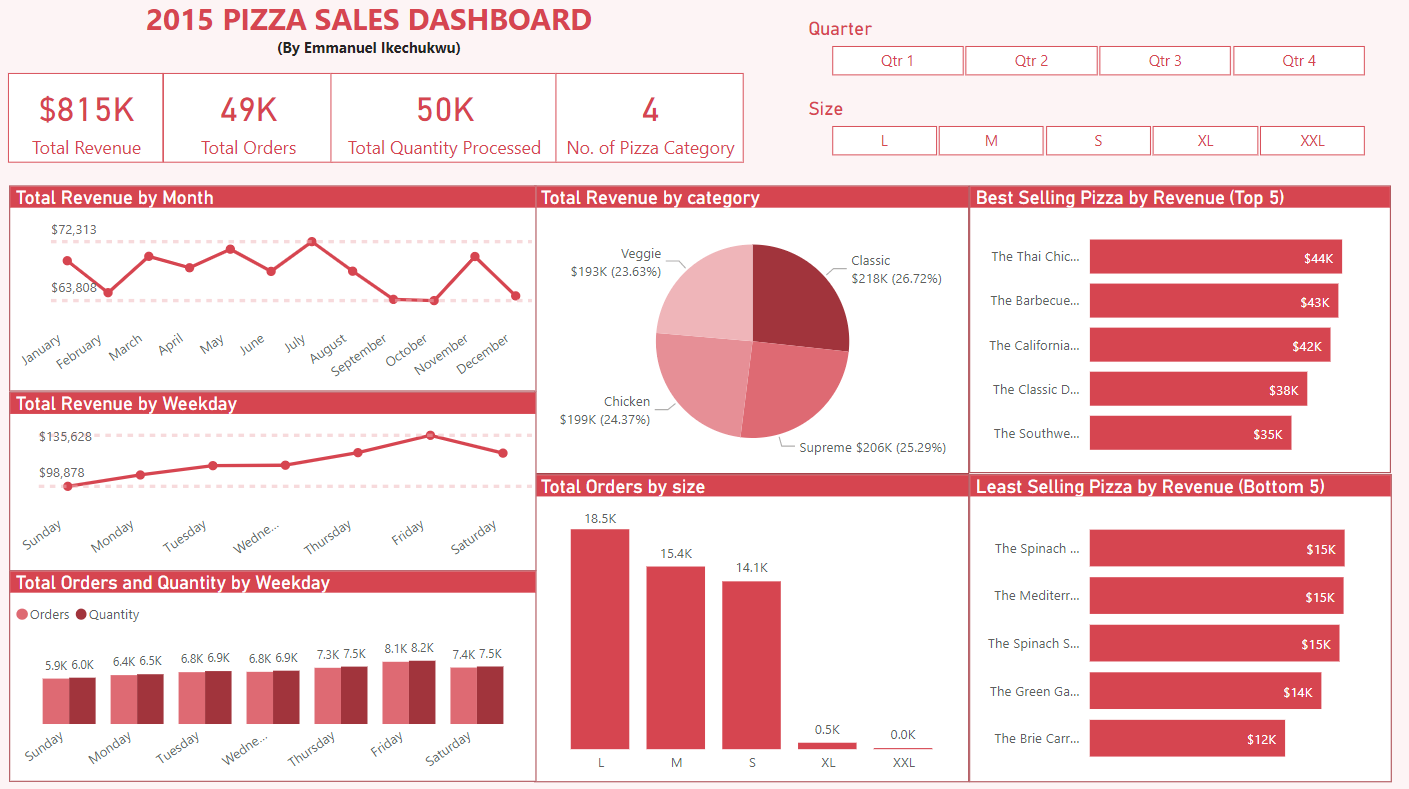 2015 PIZZA SALES DASHBOARD
(By Emmanuel Ikechukwu)
$815K
Total Revenue
49K
Total Orders
50K
Total Quantity Processed
4
No. of Pizza Category
Quarter
Qtr 1
Qtr 2
Qtr 3
Qtr 4
Size
L
M
S
XL
XXL
Total Revenue by Month
$72,313
$63,808
January
February
March
April
May
June
July
August
September
October
November
December
Total Revenue by Weekday
$135,628
$98,878
Sunday
Monday
Tuesday
Wedne...
Thursday
Friday
Saturday
Total Orders and Quantity by Weekday
Orders
Quantity
5.9K 6.0K
6.4K 6.5K
6.8K 6.9K
6.8K 6.9K
7.3K 7.5K
8.1K 8.2K
7.4K 7.5K
Sunday
Monday
Tuesday
Wedne...
Thursday
Friday
Saturday
Total Revenue by category
Veggie
$193K (23.63%)
Classic
$218K (26.72%)
Chicken
$199K (24.37%)
Supreme $206K (25.29%)
Total Orders by size
18.5K
15.4K
14.1K
0.5K
0.0K
L
M
S
XL
XXL
Best Selling Pizza by Revenue (Top 5)
The Thai Chic...
$44K
The Barbecue...
$43K
The California...
$42K
The Classic D...
$38K
The Southwe...
$35K
Least Selling Pizza by Revenue (Bottom 5)
The Spinach ...
$15K
The Mediterr...
$15K
The Spinach S...
$15K
The Green Ga...
$14K
The Brie Carr...
$12K